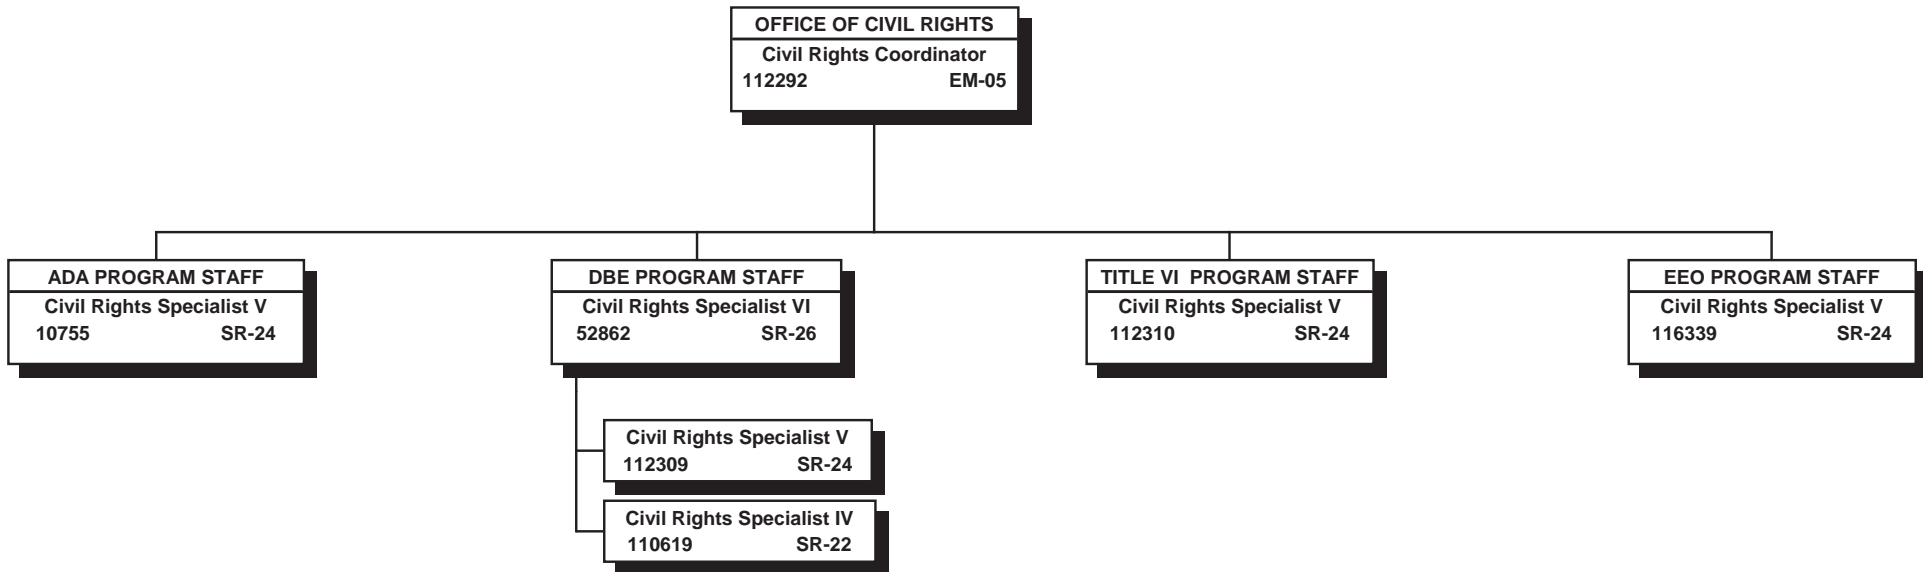 OFFICE OF CIVIL RIGHTS
Civil Rights Coordinator
112292 EM-05
ADA PROGRAM STAFF
Civil Rights Specialist V
10755 SR-24
DBE PROGRAM STAFF
Civil Rights Specialist VI
52862 SR-26
Civil Rights Specialist V
112309 SR-24
Civil Rights Specialist IV
110619 SR-22
TITLE VI PROGRAM STAFF
Civil Rights Specialist V
112310 SR-24
EEO PROGRAM STAFF
Civil Rights Specialist V
116339 SR-24